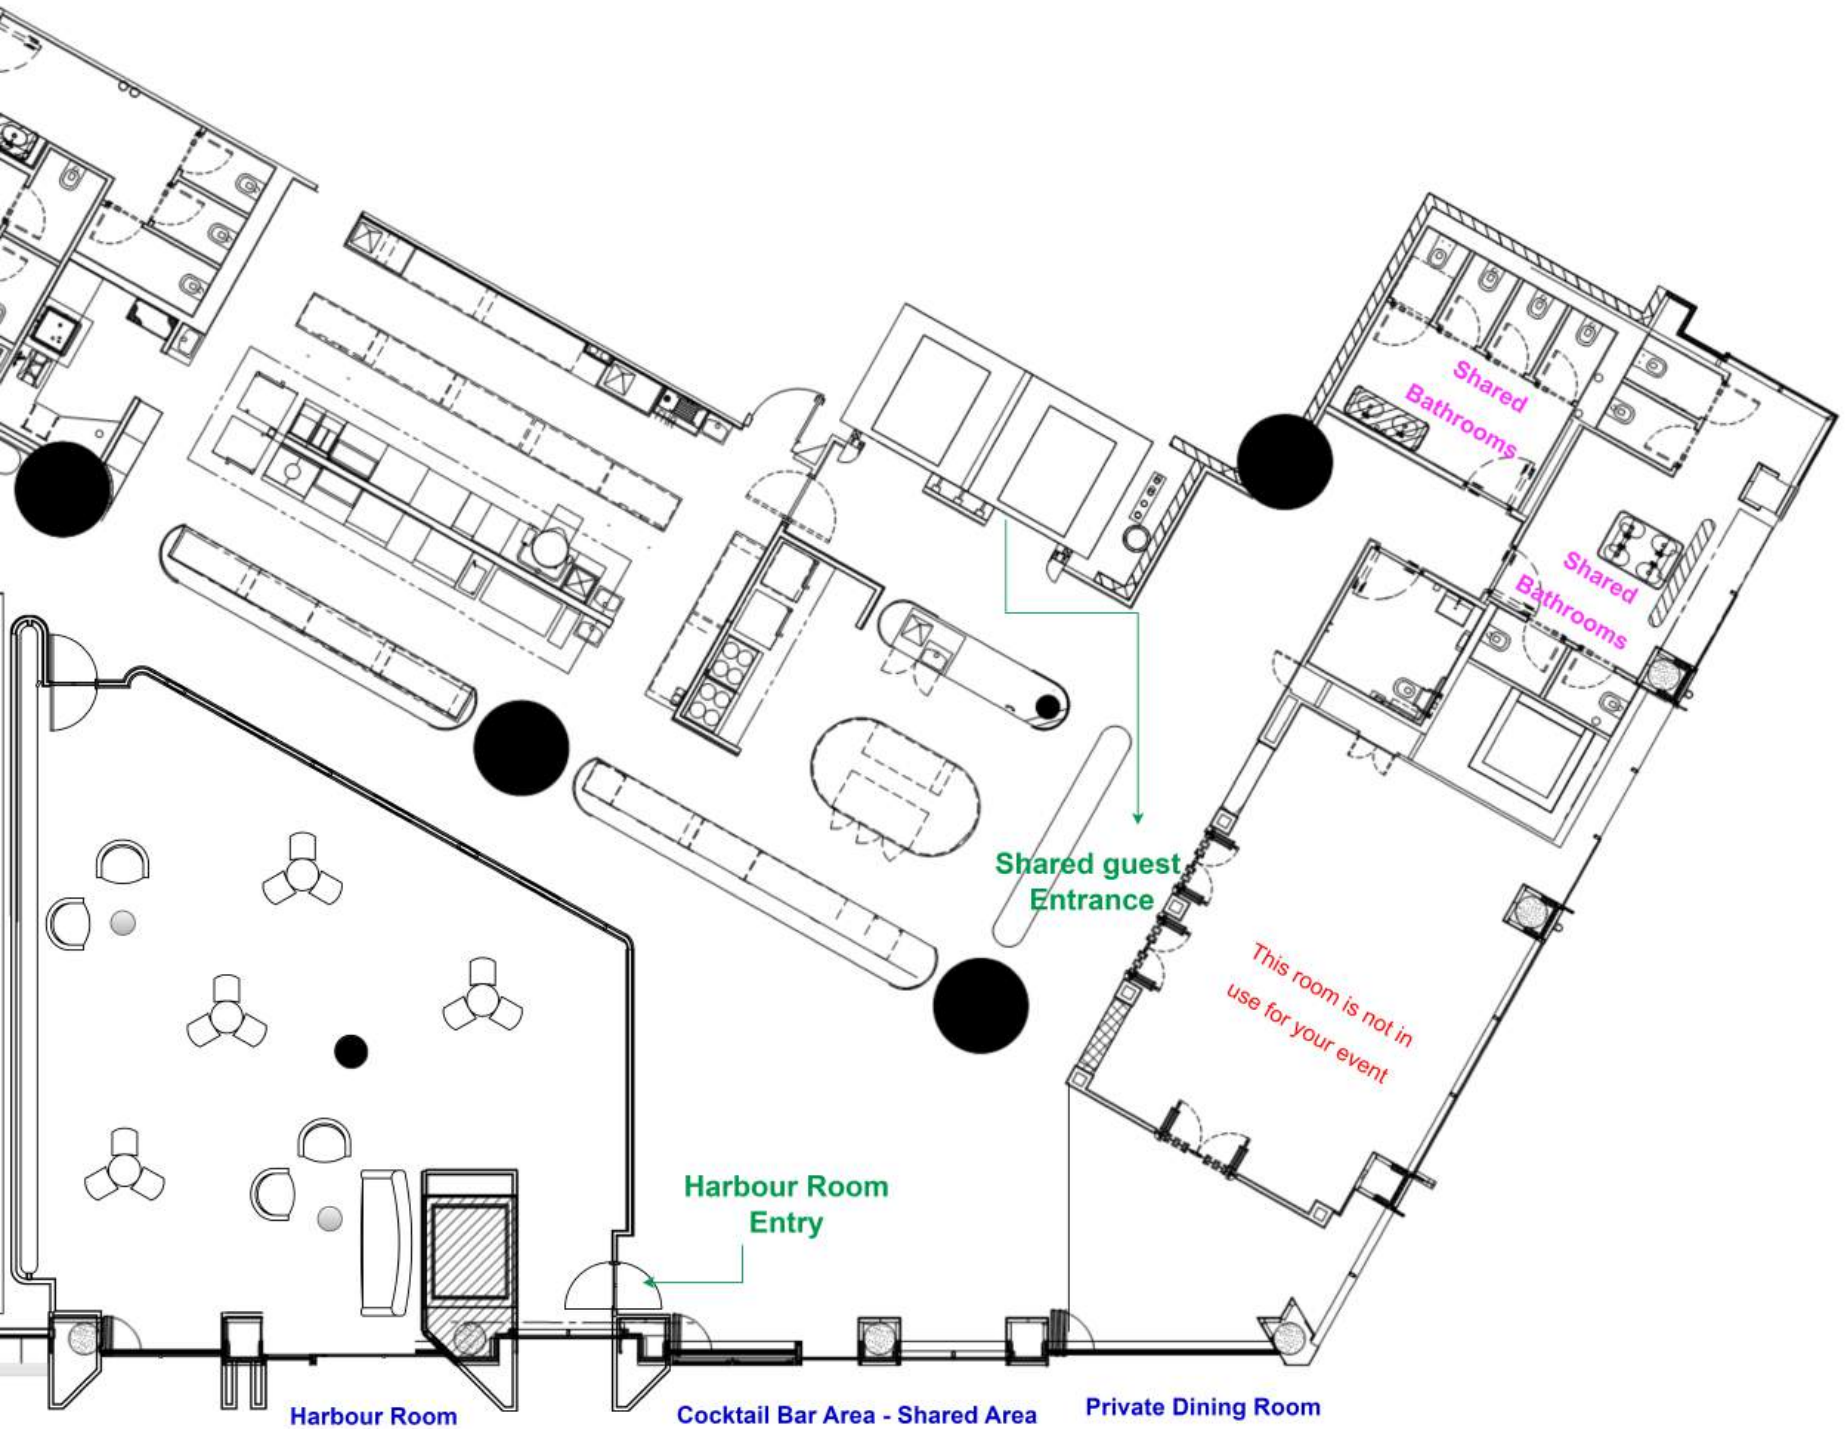 Shared
Bathrooms
Shared
Bathrooms
Shared guest
Entrance
This room is not in
use for your event
Harbour Room
Entry
Harbour Room
Cocktail Bar Area - Shared Area
Private Dining Room